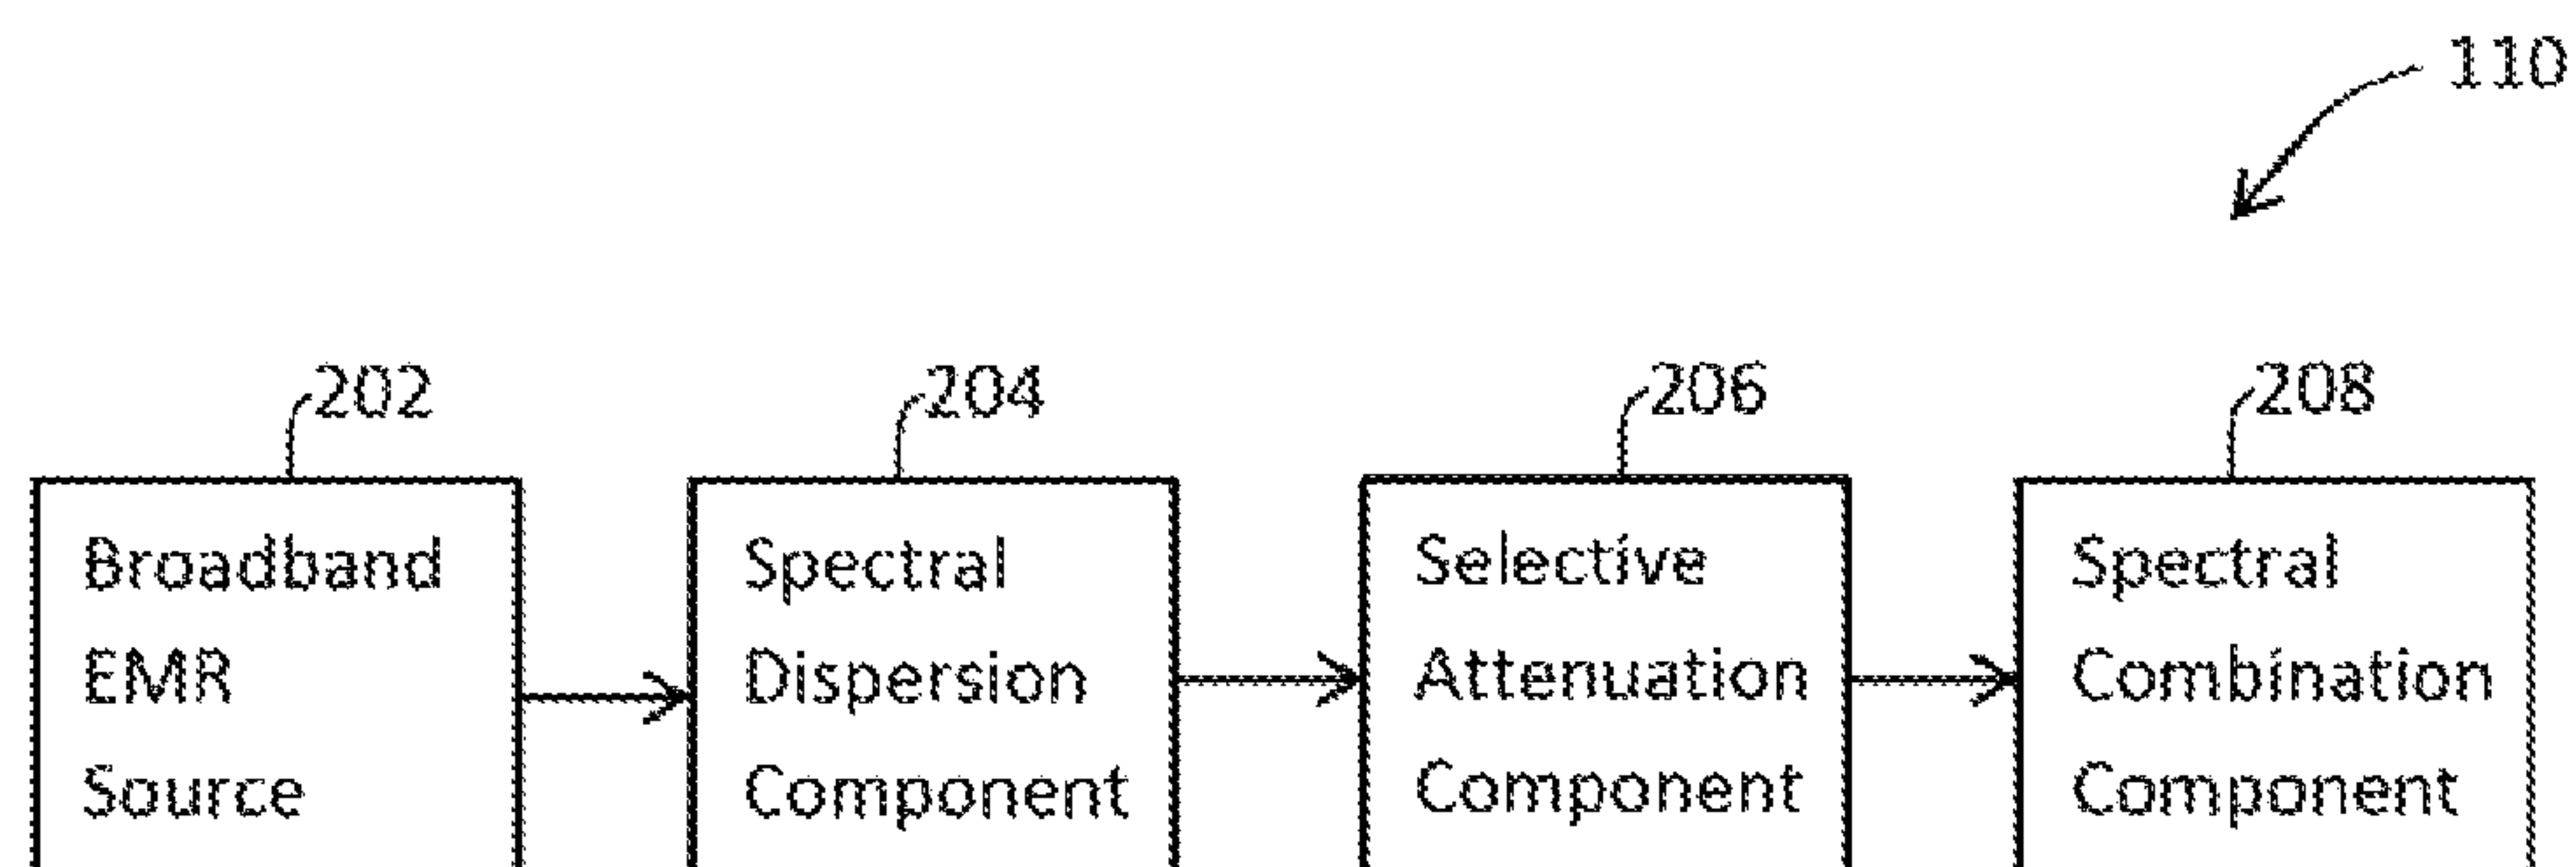 110
202
204
206
208
Broadband
EMR
Source
Spectral
Dispersion
Component
Selective
Attenuation
Component
Spectral
Combination
Component